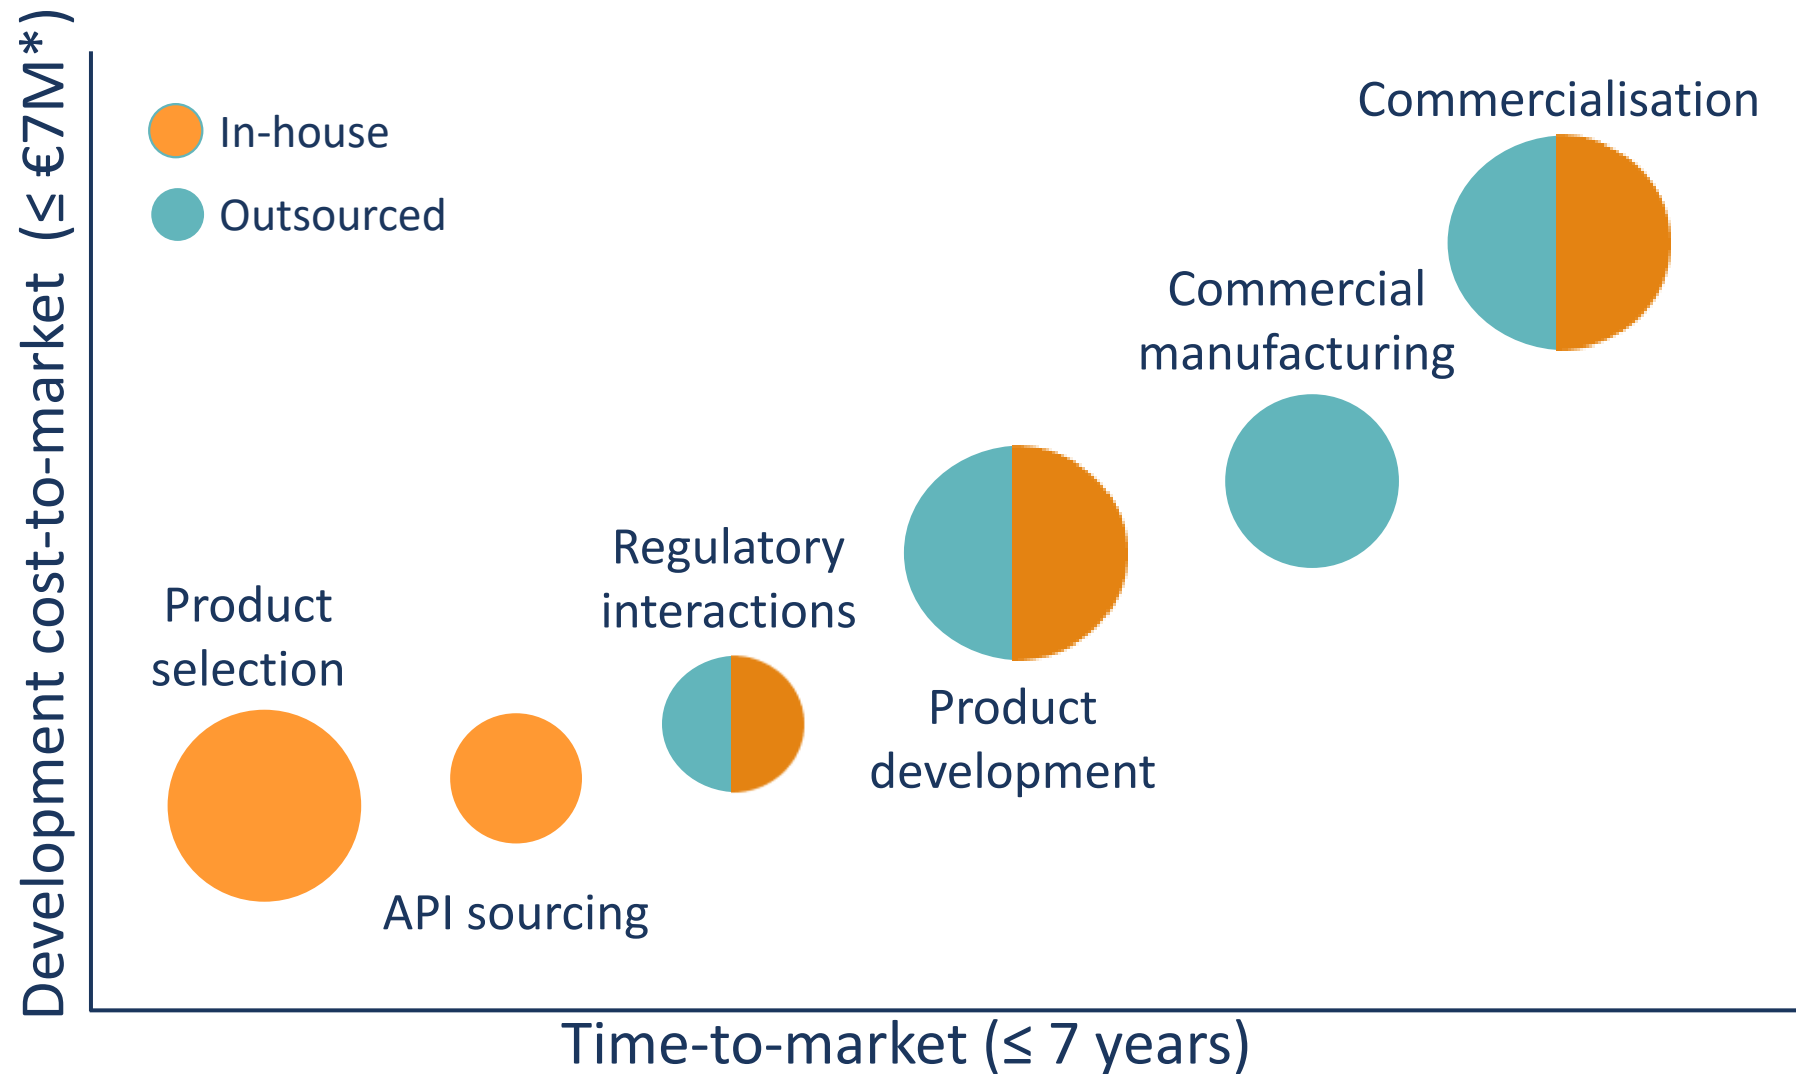 Development cost-to-market (≤ €7M*)
In-house
Outsourced
Product
selection
API sourcing
Regulatory
interactions
Product
development
Commercial
manufacturing
Commercialisation
Time-to-market (≤ 7 years)